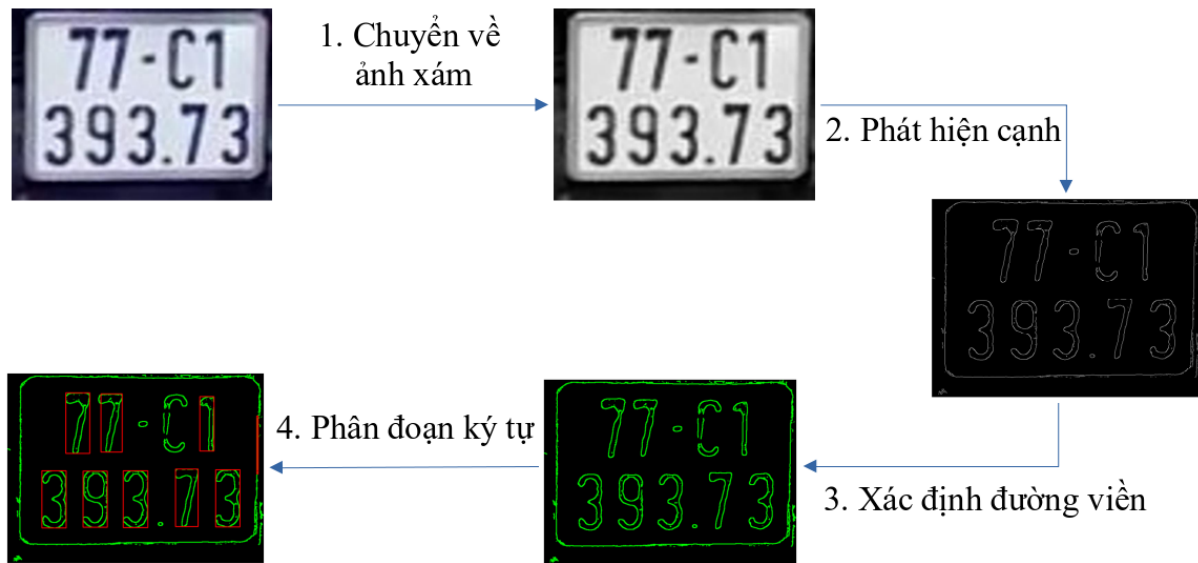 77-C1
393.73
1. Chuyển về
ảnh xám
77-C1
393.73
2. Phát hiện cạnh
77-C1
393.73
3. Xác định đường viền
77-C1
393.73
4. Phân đoạn ký tự
77-C1
393.73